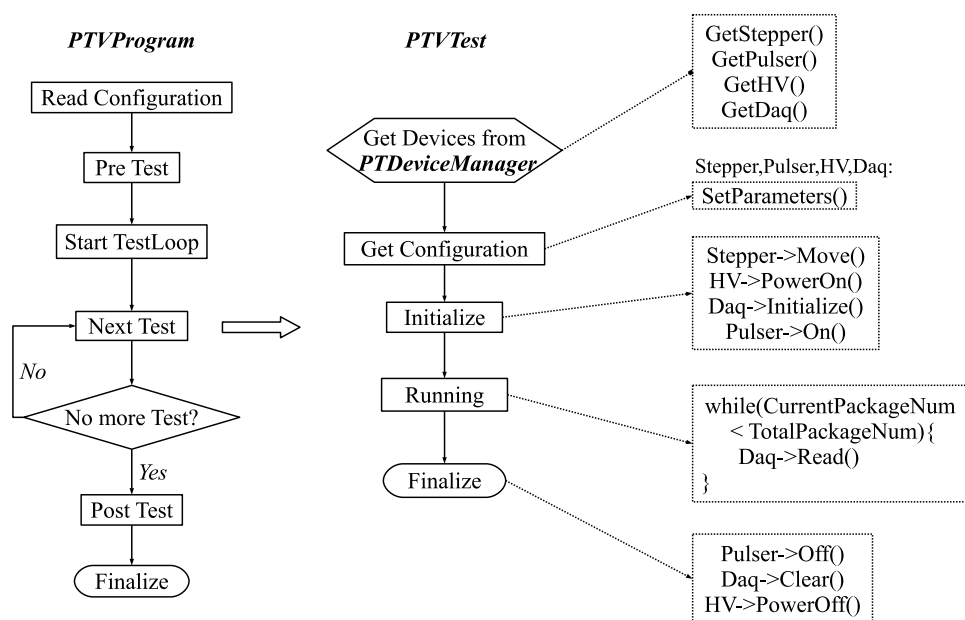 PTVProgram
Read Configuration
Pre Test
Start TestLoop
Next Test
No
No more Test?
Yes
Post Test
Finalize
PTVTest
Get Devices from
PTDeviceManager
Get Configuration
Initialize
Running
Finalize
GetStepper()
GetPulser()
GetHV()
GetDaq()
Stepper,Pulser,HV,Daq:
SetParameters()
Stepper->Move()
HV->PowerOn()
Daq->Initialize()
Pulser->On()
while(CurrentPackageNum
< TotalPackageNum){
Daq->Read()
}
Pulser->Off()
Daq->Clear()
HV->PowerOff()